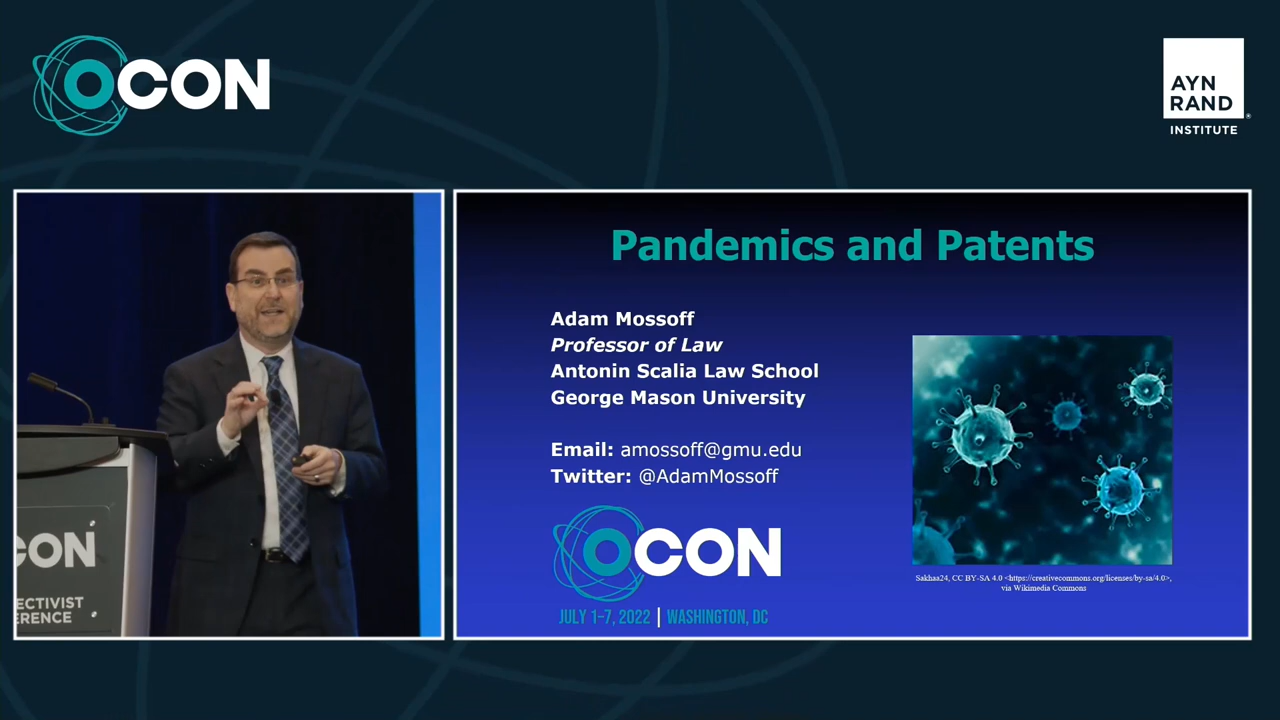 OCON
AYN
RAND
INSTITUTE
CON
ECTIVIST
ERENCE
Pandemics and Patents
Adam Mossoff
Professor of Law
Antonin Scalia Law School
George Mason University
Email: amossoff@gmu.edu
Twitter: @AdamMossoff
OCON
JULY 1-7, 2022 | WASHINGTON, DC
Sakhaa24, CC BY-SA 4.0 <https://creativecommons.org/licenses/by-sa/4.0>,
via Wikimedia Commons